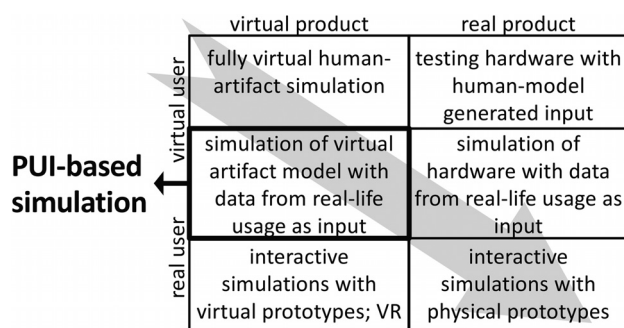 virtual product
real product
virtual user
fully virtual human-
artifact simulation
testing hardware with
human-model
generated input
PUI-based
simulation
simulation of virtual
artifact model with
data from real-life
usage as input
simulation of
hardware with data
from real-life usage as
input
real user
interactive
simulations with
virtual prototypes; VR
interactive
simulations with
physical prototypes